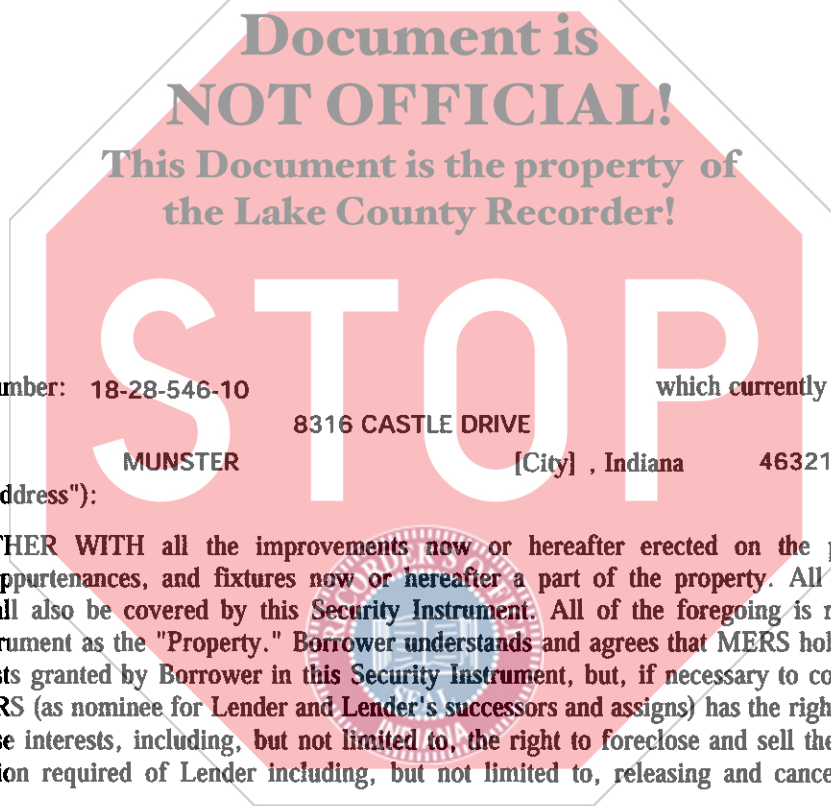 Document is
NOT OFFICIAL!
This Document is the property of
the Lake County Recorder!
STOP
umber: 18-28-546-10 which currently
8316 CASTLE DRIVE
MUNSTER [City] , Indiana 46321
ddress"):
THER WITH all the improvements now or hereafter erected on the p
ppurtenances, and fixtures now or hereafter a part of the property. All
all also be covered by this Security Instrument. All of the foregoing is r
rument as the "Property." Borrower understands and agrees that MERS hol
sts granted by Borrower in this Security Instrument, but, if necessary to co
RS (as nominee for Lender and Lender's successors and assigns) has the righ
se interests, including, but not limited to, the right to foreclose and sell the
ion required of Lender including, but not limited to, releasing and cance
RECORDER'S
SEAL
INDIANA